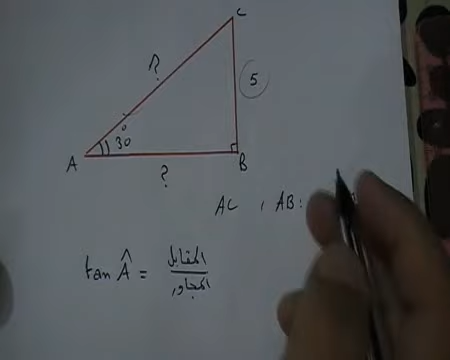 C
?
5
30°
A
B
?
AC , AB :
tan Â = المقابل / المجاور